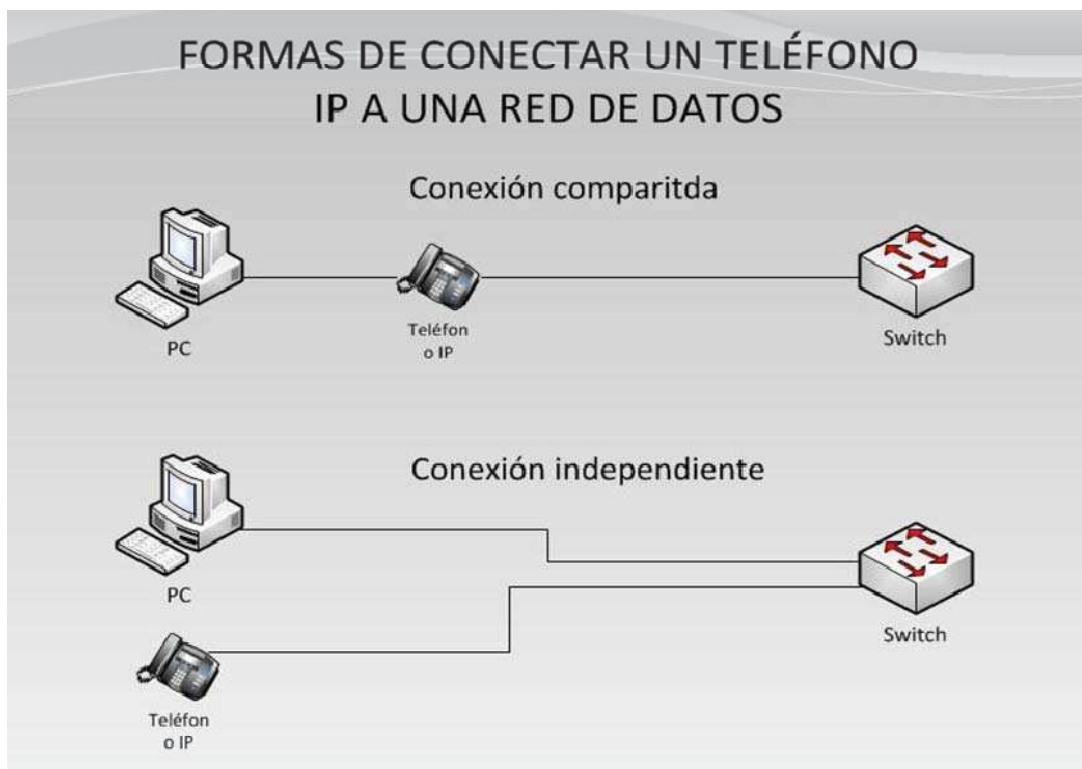 FORMAS DE CONECTAR UN TELÉFONO
IP A UNA RED DE DATOS
Conexión comparitda
PC
Teléfon
o IP
Switch
Conexión independiente
PC
Switch
Teléfon
o IP